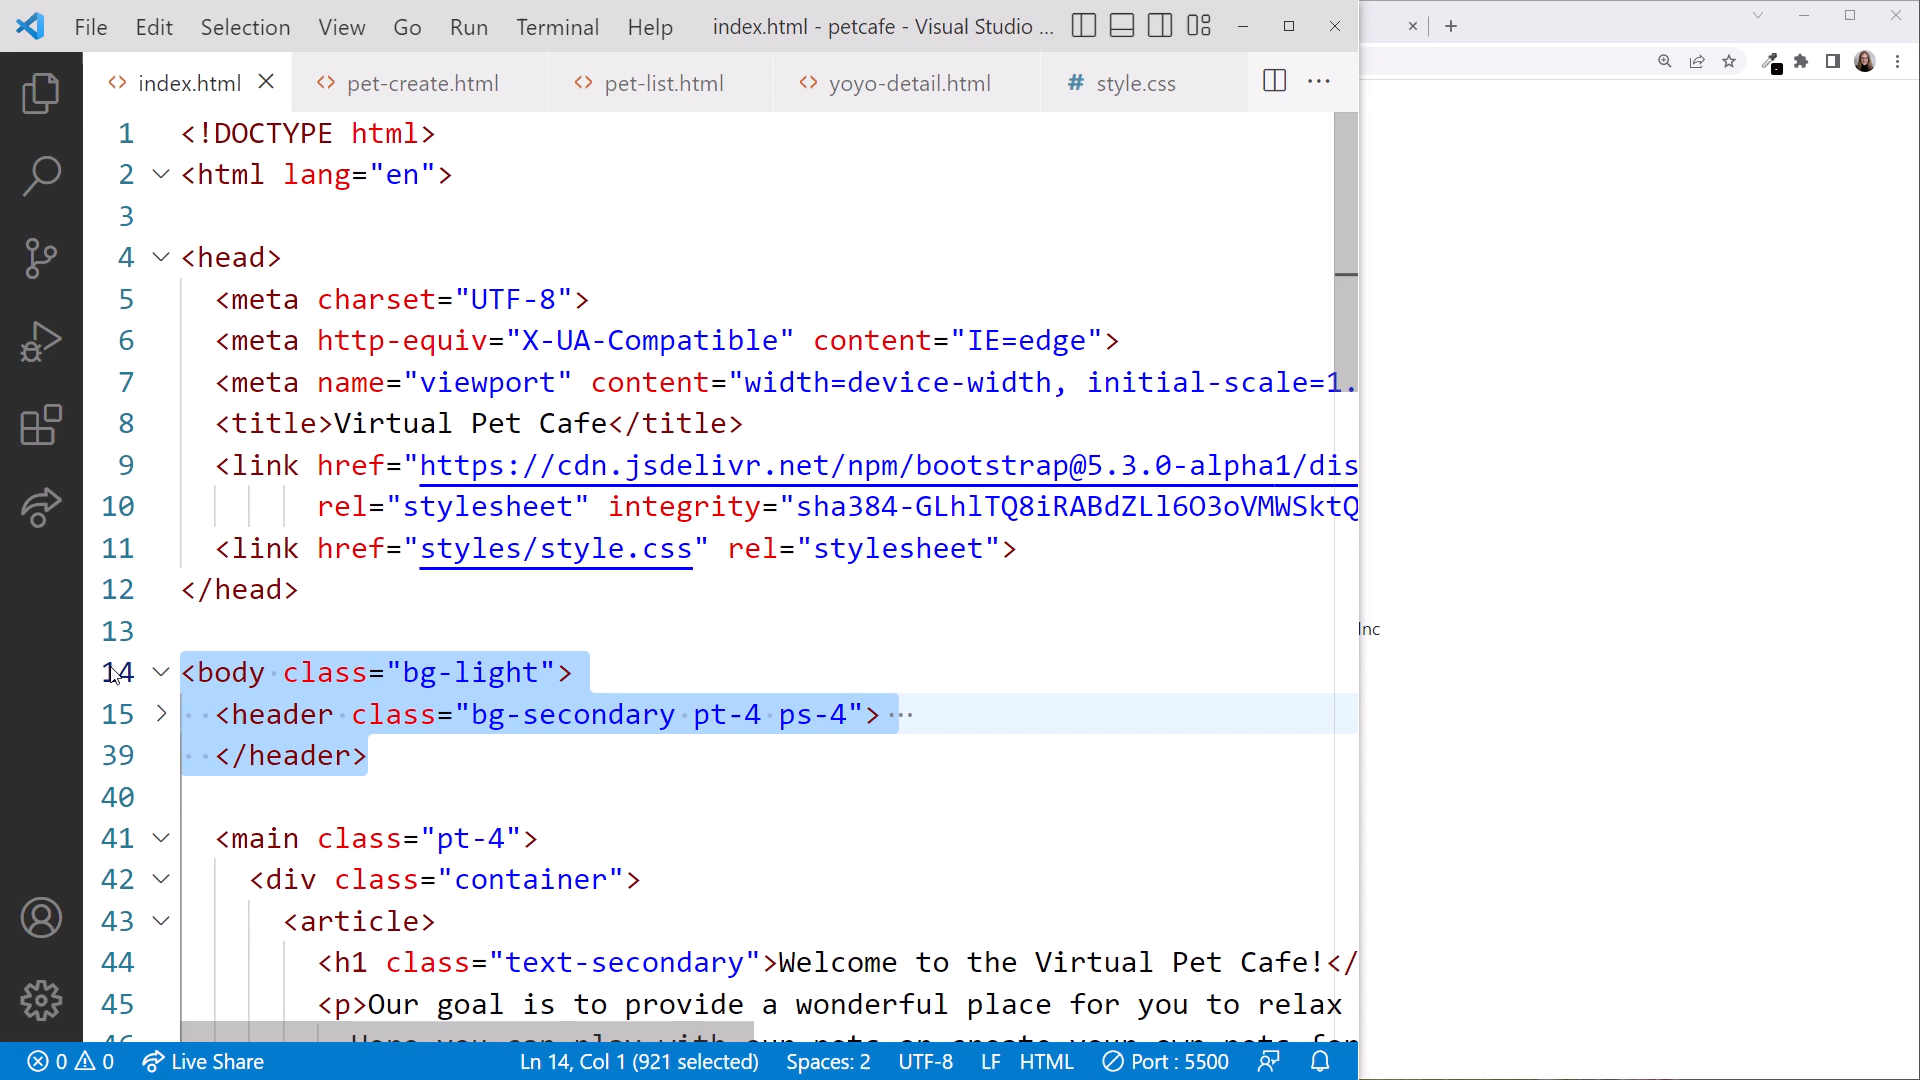 File Edit Selection View Go Run Terminal Help index.html - petcafe - Visual Studio ...
index.html pet-create.html pet-list.html yoyo-detail.html # style.css ...
1 <!DOCTYPE html>
2 <html lang="en">
3
4 <head>
5 <meta charset="UTF-8">
6 <meta http-equiv="X-UA-Compatible" content="IE=edge">
7 <meta name="viewport" content="width=device-width, initial-scale=1.
8 <title>Virtual Pet Cafe</title>
9 <link href="https://cdn.jsdelivr.net/npm/bootstrap@5.3.0-alpha1/dis
10 rel="stylesheet" integrity="sha384-GLhlTQ8iRABdZLl6O3oVMWSktQ
11 <link href="styles/style.css" rel="stylesheet">
12 </head>
13
Inc
14 <body class="bg-light">
15 <header class="bg-secondary pt-4 ps-4"> ...
39 </header>
40
41 <main class="pt-4">
42 <div class="container">
43 <article>
44 <h1 class="text-secondary">Welcome to the Virtual Pet Cafe!</
45 <p>Our goal is to provide a wonderful place for you to relax
0 0 Live Share Ln 14, Col 1 (921 selected) Spaces: 2 UTF-8 LF HTML Port : 5500